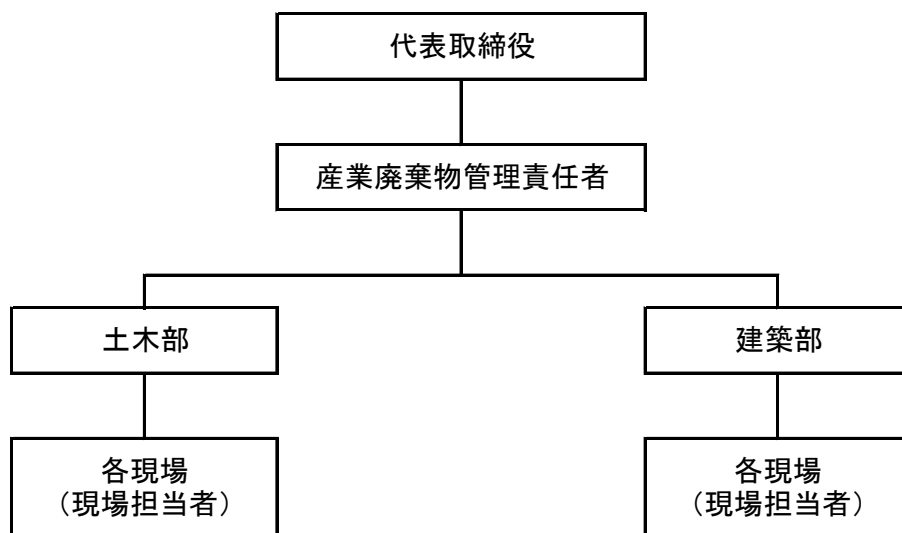 代表取締役
産業廃棄物管理責任者
土木部
建築部
各現場
（現場担当者）
各現場
（現場担当者）